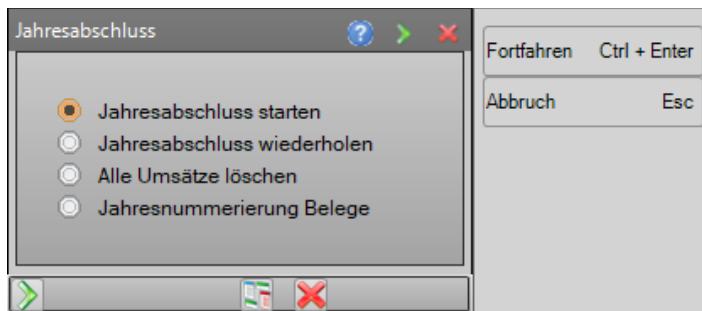 Jahresabschluss
Jahresabschluss starten
Jahresabschluss wiederholen
Alle Umsätze löschen
Jahresnummerierung Belege
Fortfahren Ctrl + Enter
Abbruch Esc